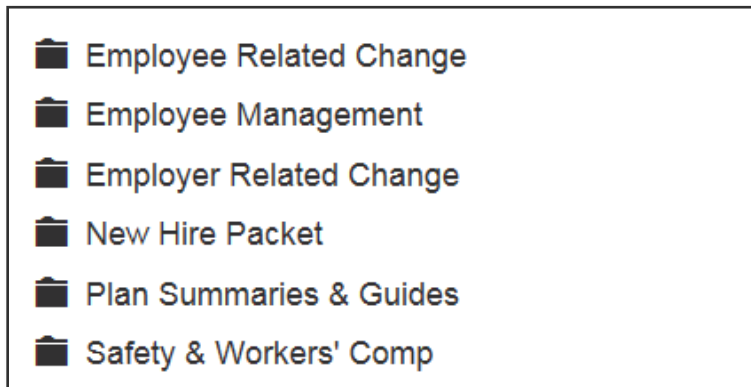 Employee Related Change
Employee Management
Employer Related Change
New Hire Packet
Plan Summaries & Guides
Safety & Workers' Comp